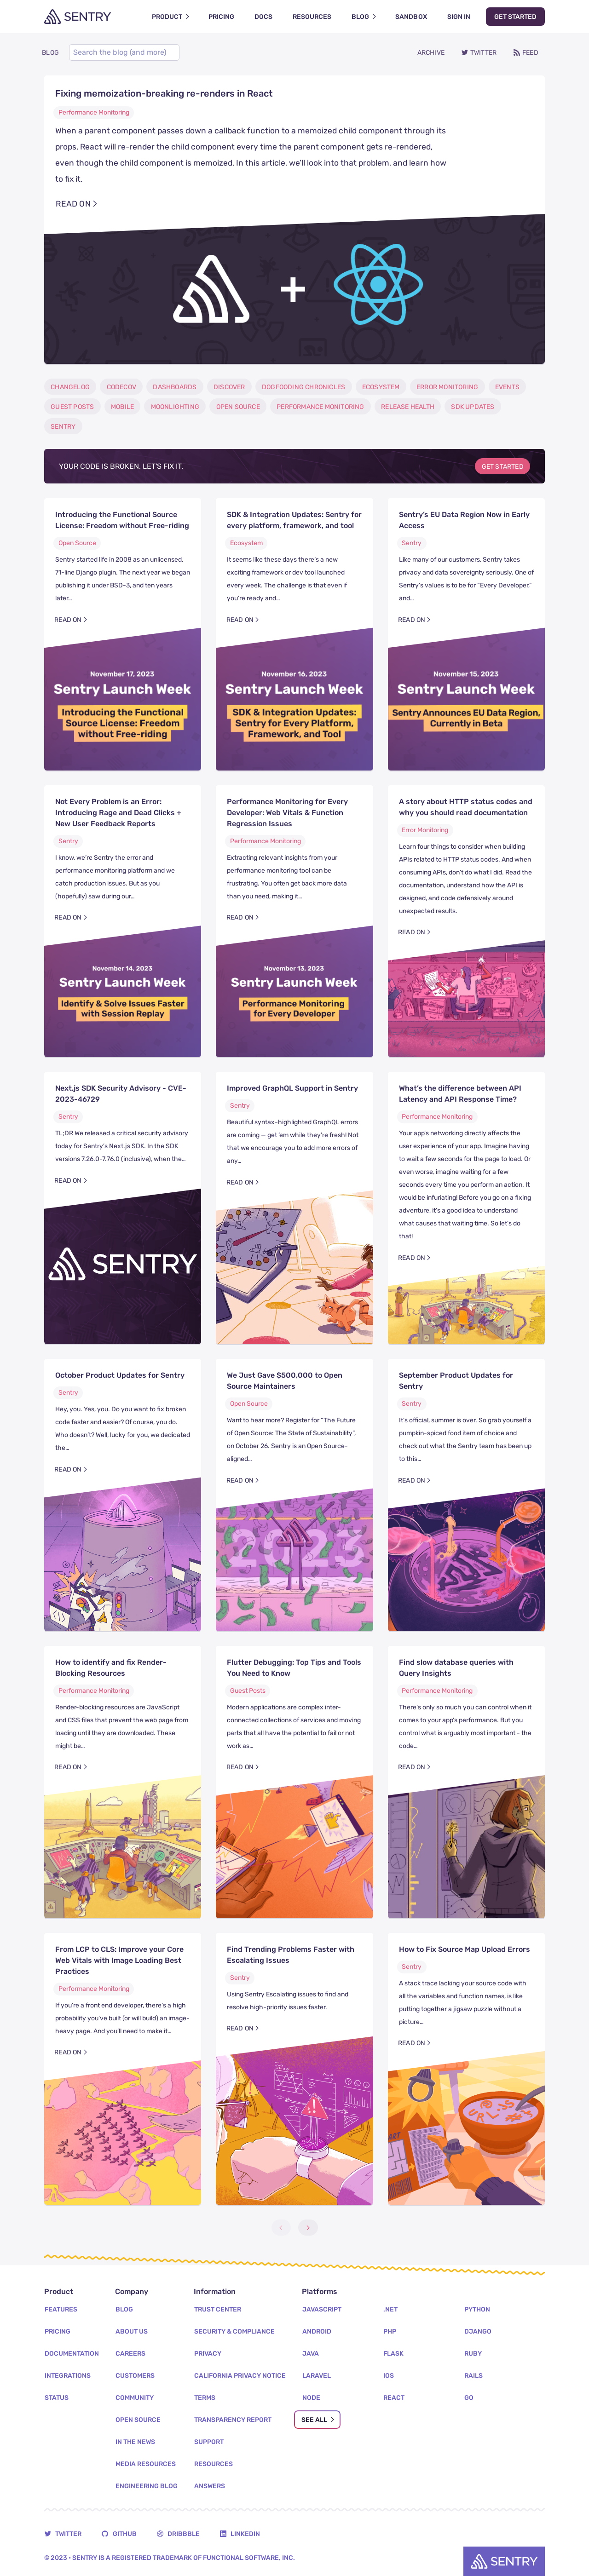 SENTRY
PRODUCT
PRICING
DOCS
RESOURCES
BLOG
SANDBOX
SIGN IN
GET STARTED
BLOG
Search the blog (and more)
ARCHIVE
TWITTER
FEED
Fixing memoization-breaking re-renders in React
Performance Monitoring
When a parent component passes down a callback function to a memoized child component through its
props, React will re-render the child component every time the parent component gets re-rendered,
even though the child component is memoized. In this article, we'll look into that problem, and learn how
to fix it.
READ ON
+
CHANGELOG CODECOV DASHBOARDS DISCOVER DOGFOODING CHRONICLES ECOSYSTEM ERROR MONITORING EVENTS
GUEST POSTS MOBILE MOONLIGHTING OPEN SOURCE PERFORMANCE MONITORING RELEASE HEALTH SDK UPDATES
SENTRY
YOUR CODE IS BROKEN. LET'S FIX IT.
GET STARTED
Introducing the Functional Source
License: Freedom without Free-riding
Open Source
Sentry started life in 2008 as an unlicensed,
71-line Django plugin. The next year we began
publishing it under BSD-3, and ten years
later…
READ ON
November 17, 2023
Sentry Launch Week
Introducing the Functional
Source License: Freedom
without Free-riding
SDK & Integration Updates: Sentry for
every platform, framework, and tool
Ecosystem
It seems like these days there's a new
exciting framework or dev tool launched
every week. The challenge is that even if
you're ready and…
READ ON
November 16, 2023
Sentry Launch Week
SDK & Integration Updates:
Sentry for Every Platform,
Framework, and Tool
Sentry's EU Data Region Now in Early
Access
Sentry
Like many of our customers, Sentry takes
privacy and data sovereignty seriously. One of
Sentry's values is to be for "Every Developer,"
and…
READ ON
November 15, 2023
Sentry Launch Week
Sentry Announces EU Data Region,
Currently in Beta
Not Every Problem is an Error:
Introducing Rage and Dead Clicks +
New User Feedback Reports
Sentry
I know, we're Sentry the error and
performance monitoring platform and we
catch production issues. But as you
(hopefully) saw during our…
READ ON
November 14, 2023
Sentry Launch Week
Identify & Solve Issues Faster
with Session Replay
Performance Monitoring for Every
Developer: Web Vitals & Function
Regression Issues
Performance Monitoring
Extracting relevant insights from your
performance monitoring tool can be
frustrating. You often get back more data
than you need, making it…
READ ON
November 13, 2023
Sentry Launch Week
Performance Monitoring
for Every Developer
A story about HTTP status codes and
why you should read documentation
Error Monitoring
Learn four things to consider when building
APIs related to HTTP status codes. And when
consuming APIs, don't do what I did. Read the
documentation, understand how the API is
designed, and code defensively around
unexpected results.
READ ON
Next.js SDK Security Advisory - CVE-
2023-46729
Sentry
TL;DR We released a critical security advisory
today for Sentry's Next.js SDK. In the SDK
versions 7.26.0-7.76.0 (inclusive), when the…
READ ON
SENTRY
Improved GraphQL Support in Sentry
Sentry
Beautiful syntax-highlighted GraphQL errors
are coming — get 'em while they're fresh! Not
that we encourage you to add more errors of
any…
READ ON
What's the difference between API
Latency and API Response Time?
Performance Monitoring
Your app's networking directly affects the
user experience of your app. Imagine having
to wait a few seconds for the page to load. Or
even worse, imagine waiting for a few
seconds every time you perform an action. It
would be infuriating! Before you go on a fixing
adventure, it's a good idea to understand
what causes that waiting time. So let's do
that!
READ ON
October Product Updates for Sentry
Sentry
Hey, you. Yes, you. Do you want to fix broken
code faster and easier? Of course, you do.
Who doesn't? Well, lucky for you, we dedicated
the…
READ ON
We Just Gave $500,000 to Open
Source Maintainers
Open Source
Want to hear more? Register for "The Future
of Open Source: The State of Sustainability",
on October 26. Sentry is an Open Source-
aligned…
READ ON
2023
September Product Updates for
Sentry
Sentry
It's official, summer is over. So grab yourself a
pumpkin-spiced food item of choice and
check out what the Sentry team has been up
to this…
READ ON
How to identify and fix Render-
Blocking Resources
Performance Monitoring
Render-blocking resources are JavaScript
and CSS files that prevent the web page from
loading until they are downloaded. These
might be…
READ ON
Flutter Debugging: Top Tips and Tools
You Need to Know
Guest Posts
Modern applications are complex inter-
connected collections of services and moving
parts that all have the potential to fail or not
work as…
READ ON
Find slow database queries with
Query Insights
Performance Monitoring
There's only so much you can control when it
comes to your app's performance. But you
control what is arguably most important - the
code…
READ ON
From LCP to CLS: Improve your Core
Web Vitals with Image Loading Best
Practices
Performance Monitoring
If you're a front end developer, there's a high
probability you've built (or will build) an image-
heavy page. And you'll need to make it…
READ ON
Find Trending Problems Faster with
Escalating Issues
Sentry
Using Sentry Escalating issues to find and
resolve high-priority issues faster.
READ ON
How to Fix Source Map Upload Errors
Sentry
A stack trace lacking your source code with
all the variables and function names, is like
putting together a jigsaw puzzle without a
picture…
READ ON
Product
FEATURES
PRICING
DOCUMENTATION
INTEGRATIONS
STATUS
Company
BLOG
ABOUT US
CAREERS
CUSTOMERS
COMMUNITY
OPEN SOURCE
IN THE NEWS
MEDIA RESOURCES
ENGINEERING BLOG
Information
TRUST CENTER
SECURITY & COMPLIANCE
PRIVACY
CALIFORNIA PRIVACY NOTICE
TERMS
TRANSPARENCY REPORT
SUPPORT
RESOURCES
ANSWERS
Platforms
JAVASCRIPT
ANDROID
JAVA
LARAVEL
NODE
SEE ALL
.NET
PHP
FLASK
IOS
REACT
PYTHON
DJANGO
RUBY
RAILS
GO
TWITTER
GITHUB
DRIBBBLE
LINKEDIN
© 2023 • SENTRY IS A REGISTERED TRADEMARK OF FUNCTIONAL SOFTWARE, INC.
SENTRY